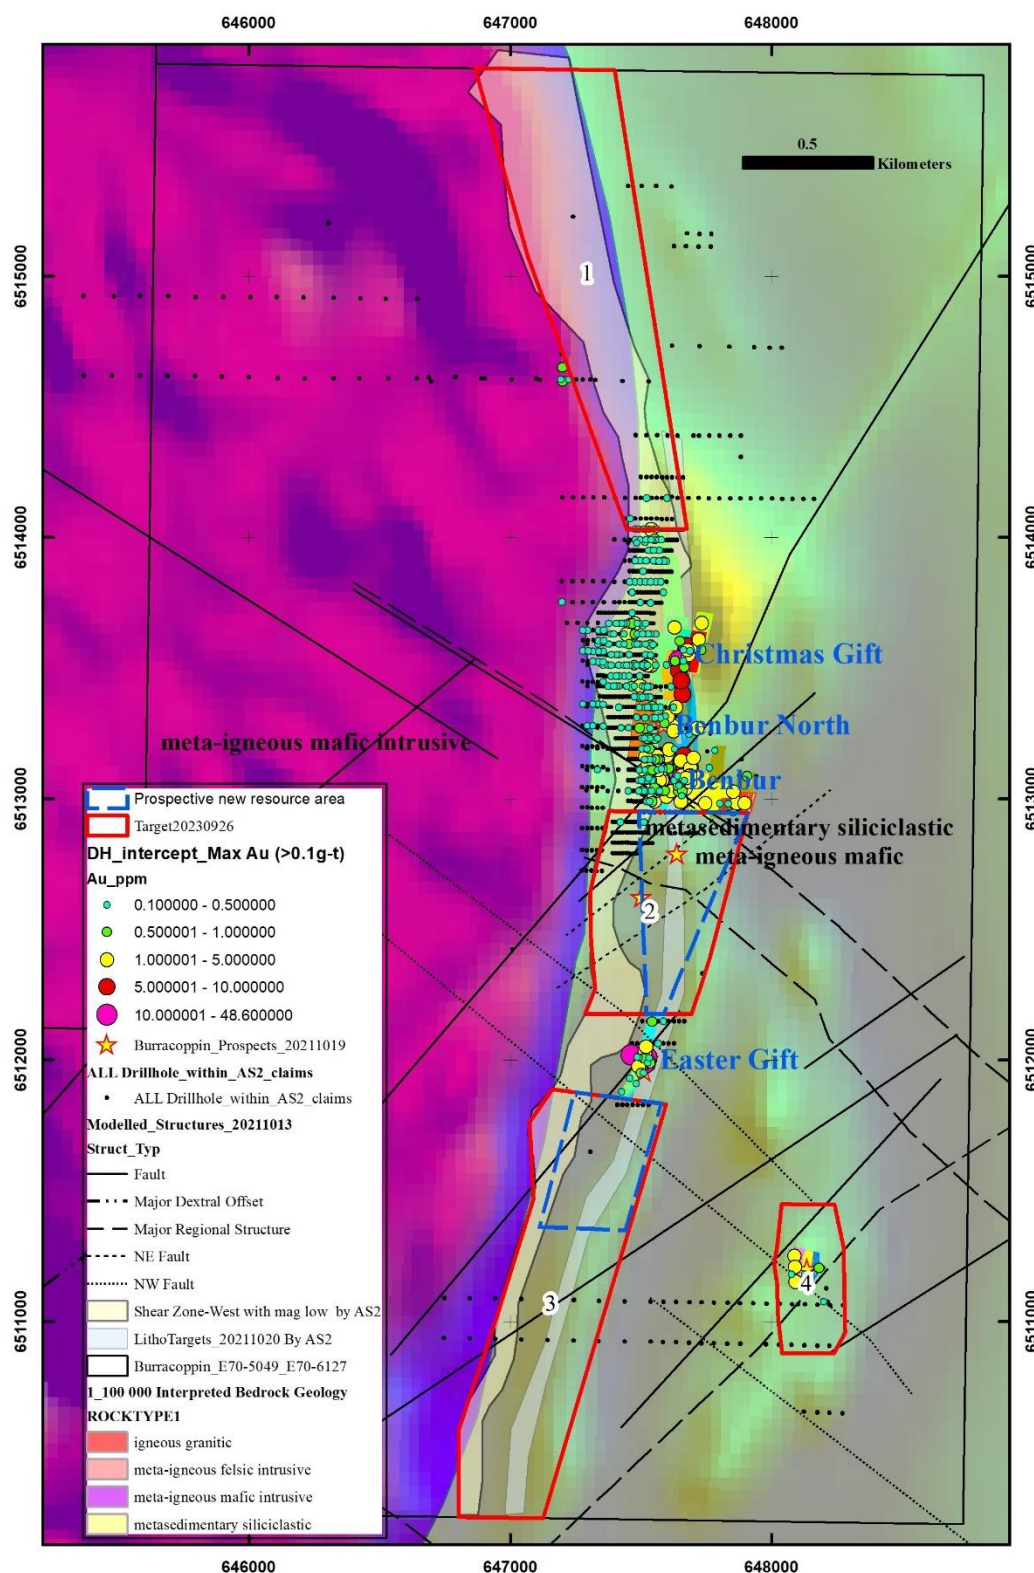 646000 647000 648000
0.5
Kilometers
6515000 6515000
1
6514000 6514000
Christmas Gift
Benbur North
meta-igneous mafic intrusive
Benbur
6513000 6513000
metasedimentary siliciclastic
meta-igneous mafic
2
Easter Gift
6512000 6512000
4
3
6511000 6511000
Prospective new resource area
Target20230926
DH_intercept_Max Au (>0.1g-t)
Au_ppm
0.100000 - 0.500000
0.500001 - 1.000000
1.000001 - 5.000000
5.000001 - 10.000000
10.000001 - 48.600000
Burracoppin_Prospects_20211019
ALL Drillhole_within_AS2_claims
ALL Drillhole_within_AS2_claims
Modelled_Structures_20211013
Struct_Typ
Fault
Major Dextral Offset
Major Regional Structure
NE Fault
NW Fault
Shear Zone-West with mag low by AS2
LithoTargets_20211020 By AS2
Burracoppin_E70-5049_E70-6127
1_100 000 Interpreted Bedrock Geology
ROCKTYPE1
igneous granitic
meta-igneous felsic intrusive
meta-igneous mafic intrusive
metasedimentary siliciclastic
646000 647000 648000